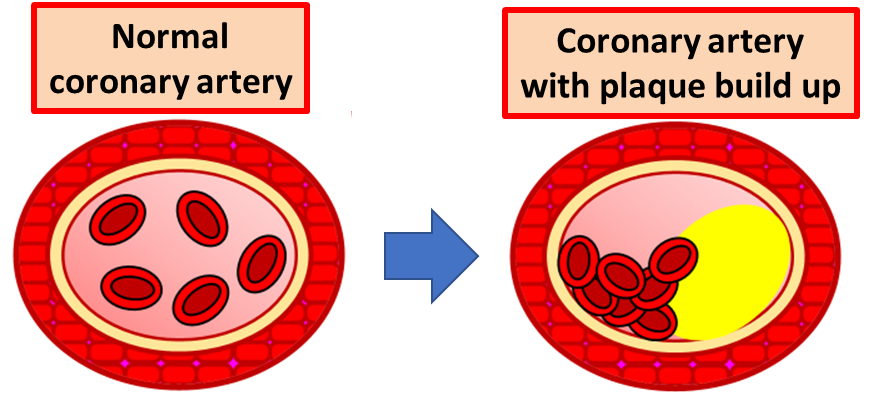 Normal
coronary artery
Coronary artery
with plaque build up